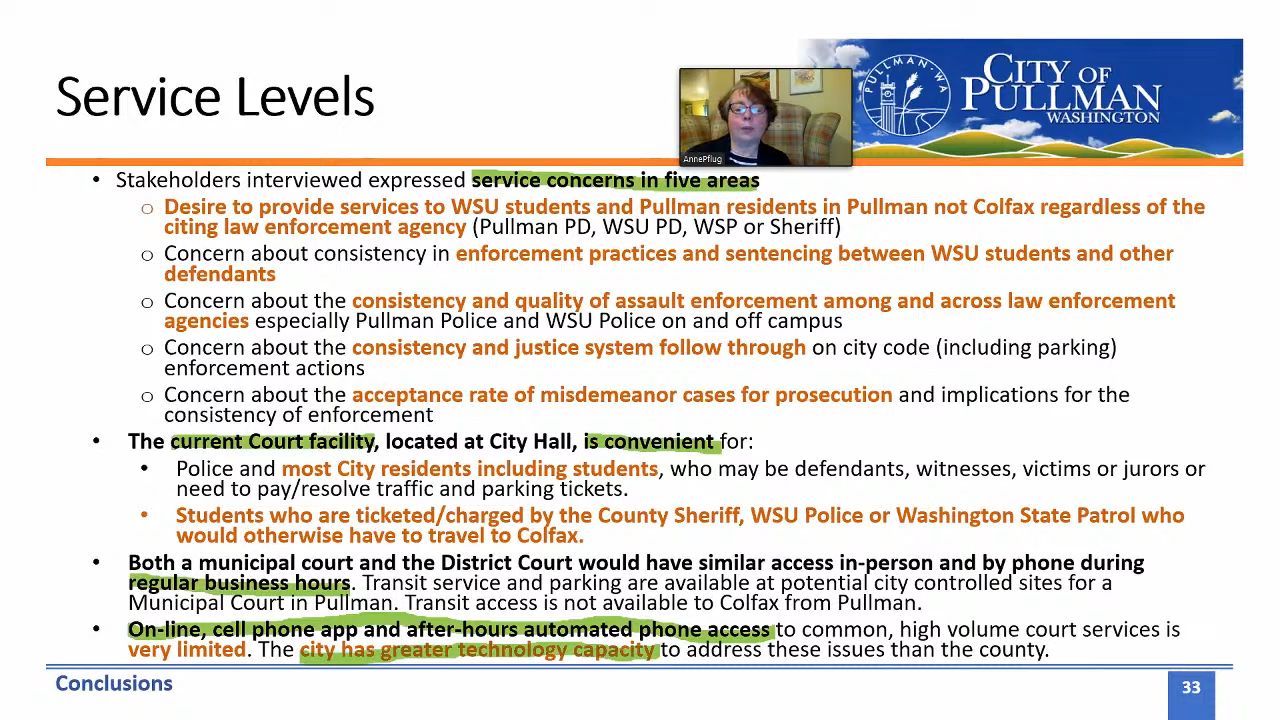 Service Levels
PULLMAN, WA
CITY OF
PULLMAN
WASHINGTON
AnnePflug
• Stakeholders interviewed expressed service concerns in five areas
o Desire to provide services to WSU students and Pullman residents in Pullman not Colfax regardless of the
citing law enforcement agency (Pullman PD, WSU PD, WSP or Sheriff)
o Concern about consistency in enforcement practices and sentencing between WSU students and other
defendants
o Concern about the consistency and quality of assault enforcement among and across law enforcement
agencies especially Pullman Police and WSU Police on and off campus
o Concern about the consistency and justice system follow through on city code (including parking)
enforcement actions
o Concern about the acceptance rate of misdemeanor cases for prosecution and implications for the
consistency of enforcement
• The current Court facility, located at City Hall, is convenient for:
• Police and most City residents including students, who may be defendants, witnesses, victims or jurors or
need to pay/resolve traffic and parking tickets.
• Students who are ticketed/charged by the County Sheriff, WSU Police or Washington State Patrol who
would otherwise have to travel to Colfax.
• Both a municipal court and the District Court would have similar access in-person and by phone during
regular business hours. Transit service and parking are available at potential city controlled sites for a
Municipal Court in Pullman. Transit access is not available to Colfax from Pullman.
• On-line, cell phone app and after-hours automated phone access to common, high volume court services is
very limited. The city has greater technology capacity to address these issues than the county.
Conclusions
33